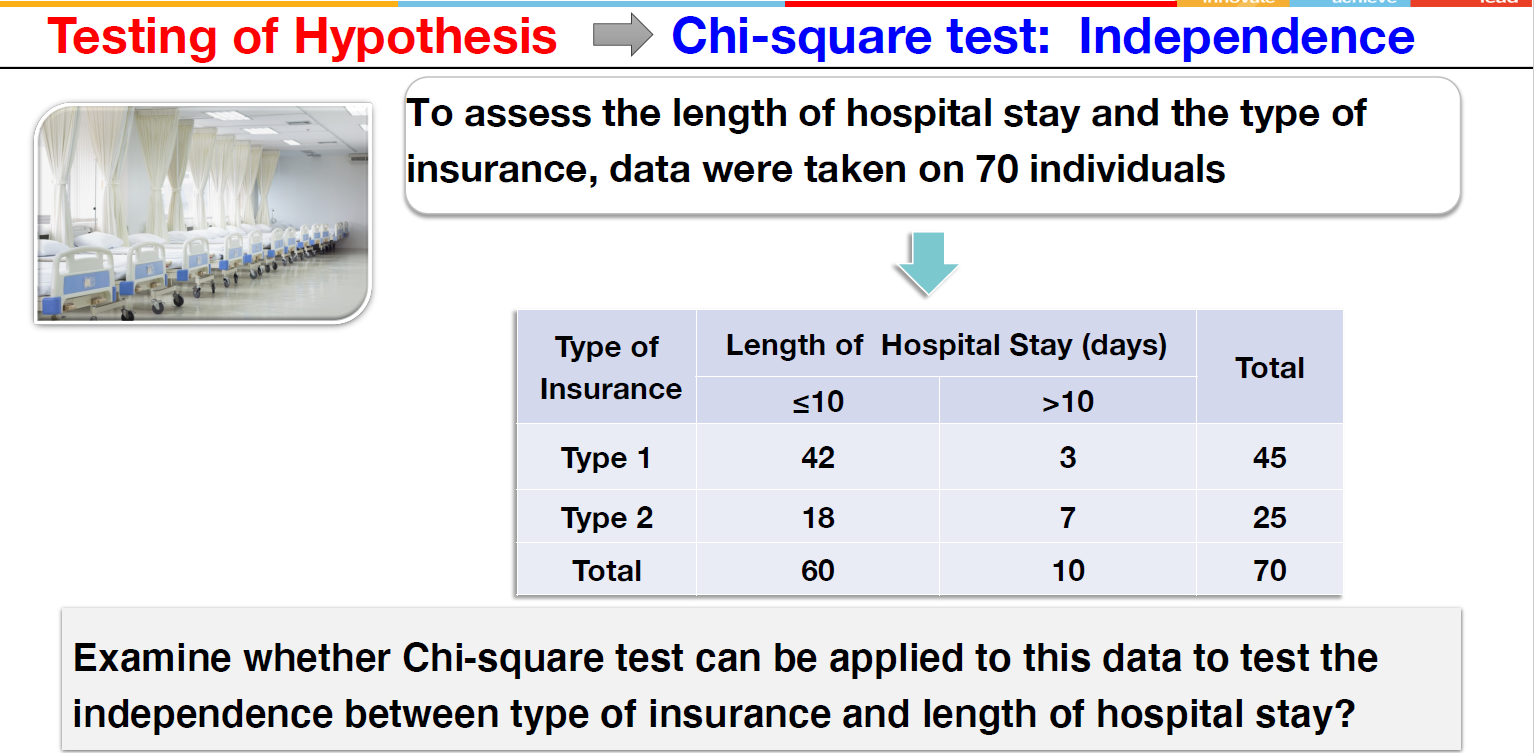 innovate achieve lead
Testing of Hypothesis Chi-square test: Independence
To assess the length of hospital stay and the type of
insurance, data were taken on 70 individuals
Type of
Insurance
Length of Hospital Stay (days)
Total
≤10 >10
Type 1 42 3 45
Type 2 18 7 25
Total 60 10 70
Examine whether Chi-square test can be applied to this data to test the
independence between type of insurance and length of hospital stay?